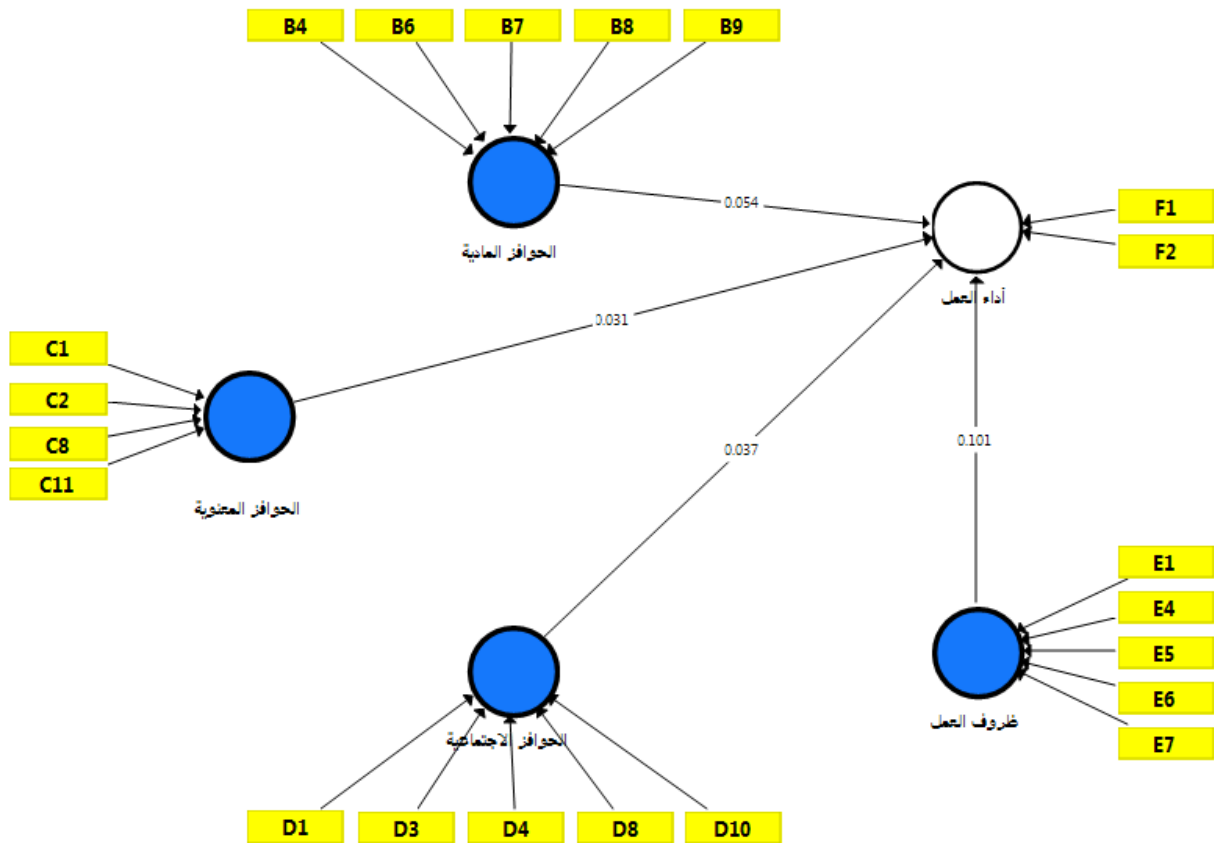 B4 B6 B7 B8 B9
الحوافز المادية
0.054
F1
F2
أداء العمل
0.031
C1
C2
C8
C11
الحوافز المعنوية
0.037
0.101
E1
E4
E5
E6
E7
ظروف العمل
الحوافز الاجتماعية
D1 D3 D4 D8 D10